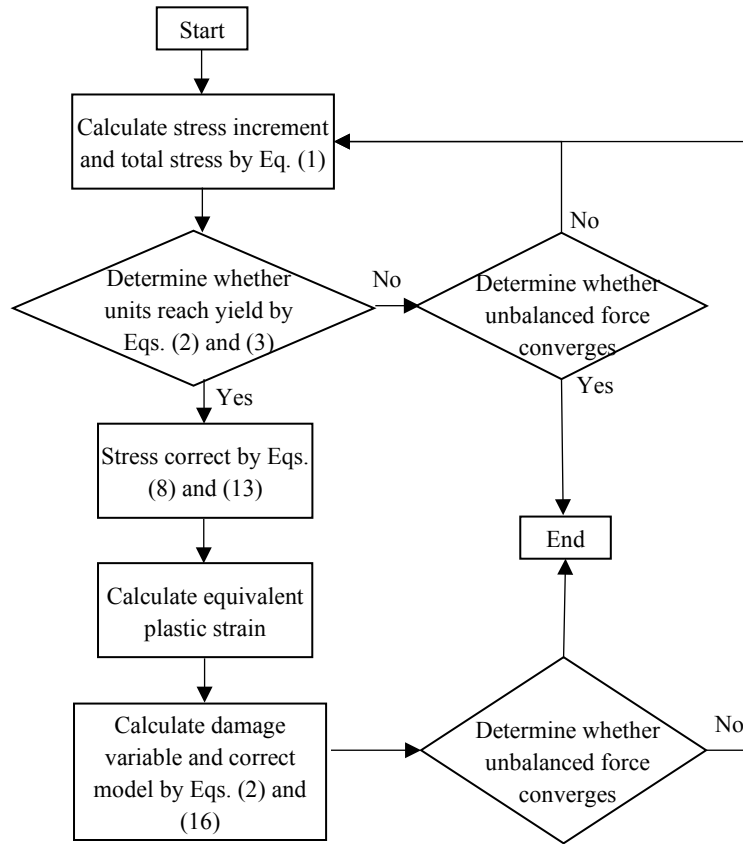 Start
Calculate stress increment
and total stress by Eq. (1)
No
Determine whether
units reach yield by
Eqs. (2) and (3)
No
Determine whether
unbalanced force
converges
Yes
Yes
Stress correct by Eqs.
(8) and (13)
End
Calculate equivalent
plastic strain
Calculate damage
variable and correct
model by Eqs. (2) and
(16)
Determine whether
unbalanced force
converges
No